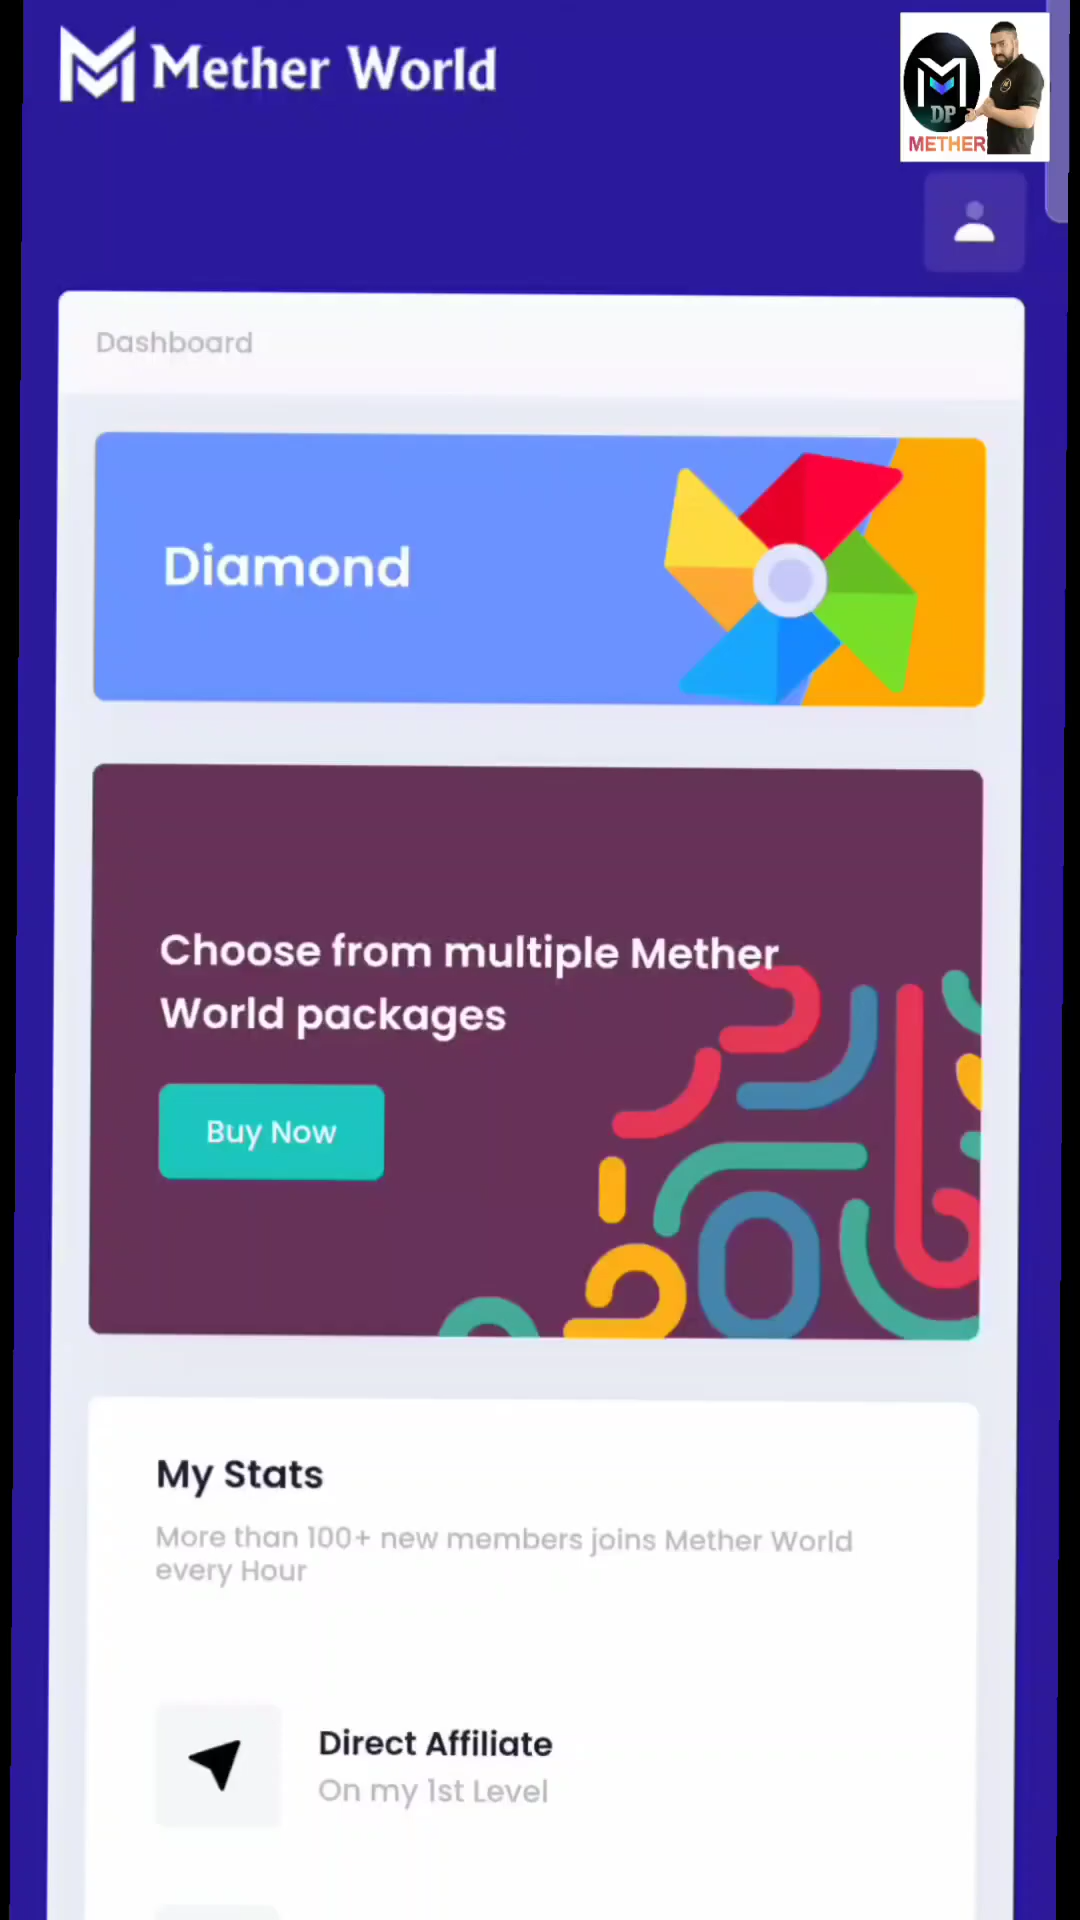 Mether World
DP
METHER
Dashboard
Diamond
Choose from multiple Mether
World packages
Buy Now
My Stats
More than 100+ new members joins Mether World
every Hour
Direct Affiliate
On my 1st Level